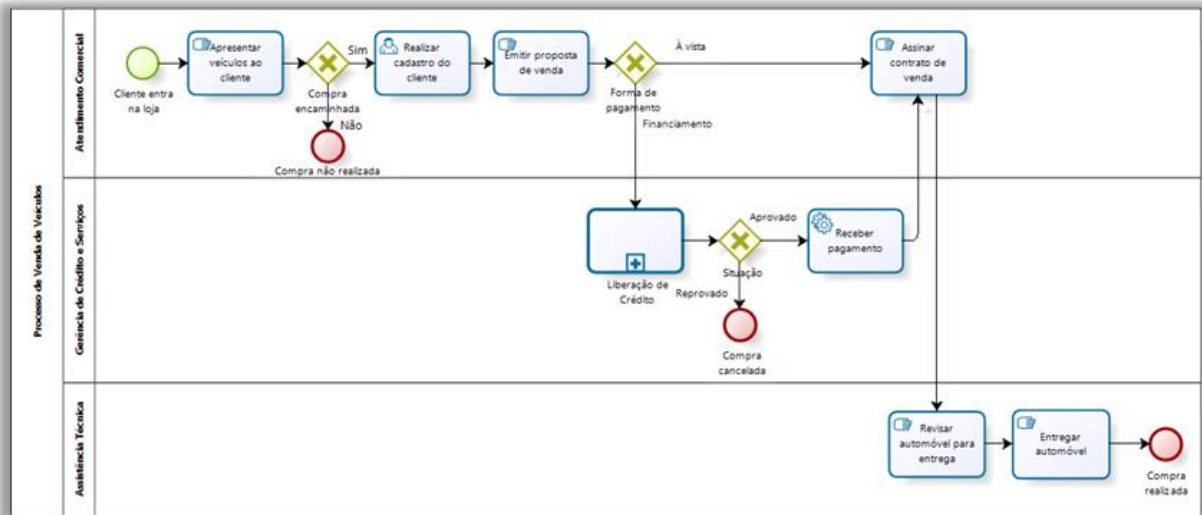 Processo de Venda de Veículos
Atendimento Comercial
Cliente entra
na loja
Apresentar
veículos ao
cliente
Compra
encaminhada
Sim
Não
Compra não realizada
Realizar
cadastro do
cliente
Emitir proposta
de venda
Forma de
pagamento
À vista
Financiamento
Assinar
contrato de
venda
Gerência de Crédito e Serviços
Liberação de
Crédito
Situação
Aprovado
Reprovado
Compra
cancelada
Receber
pagamento
Assistência Técnica
Revisar
automóvel para
entrega
Entregar
automóvel
Compra
realizada